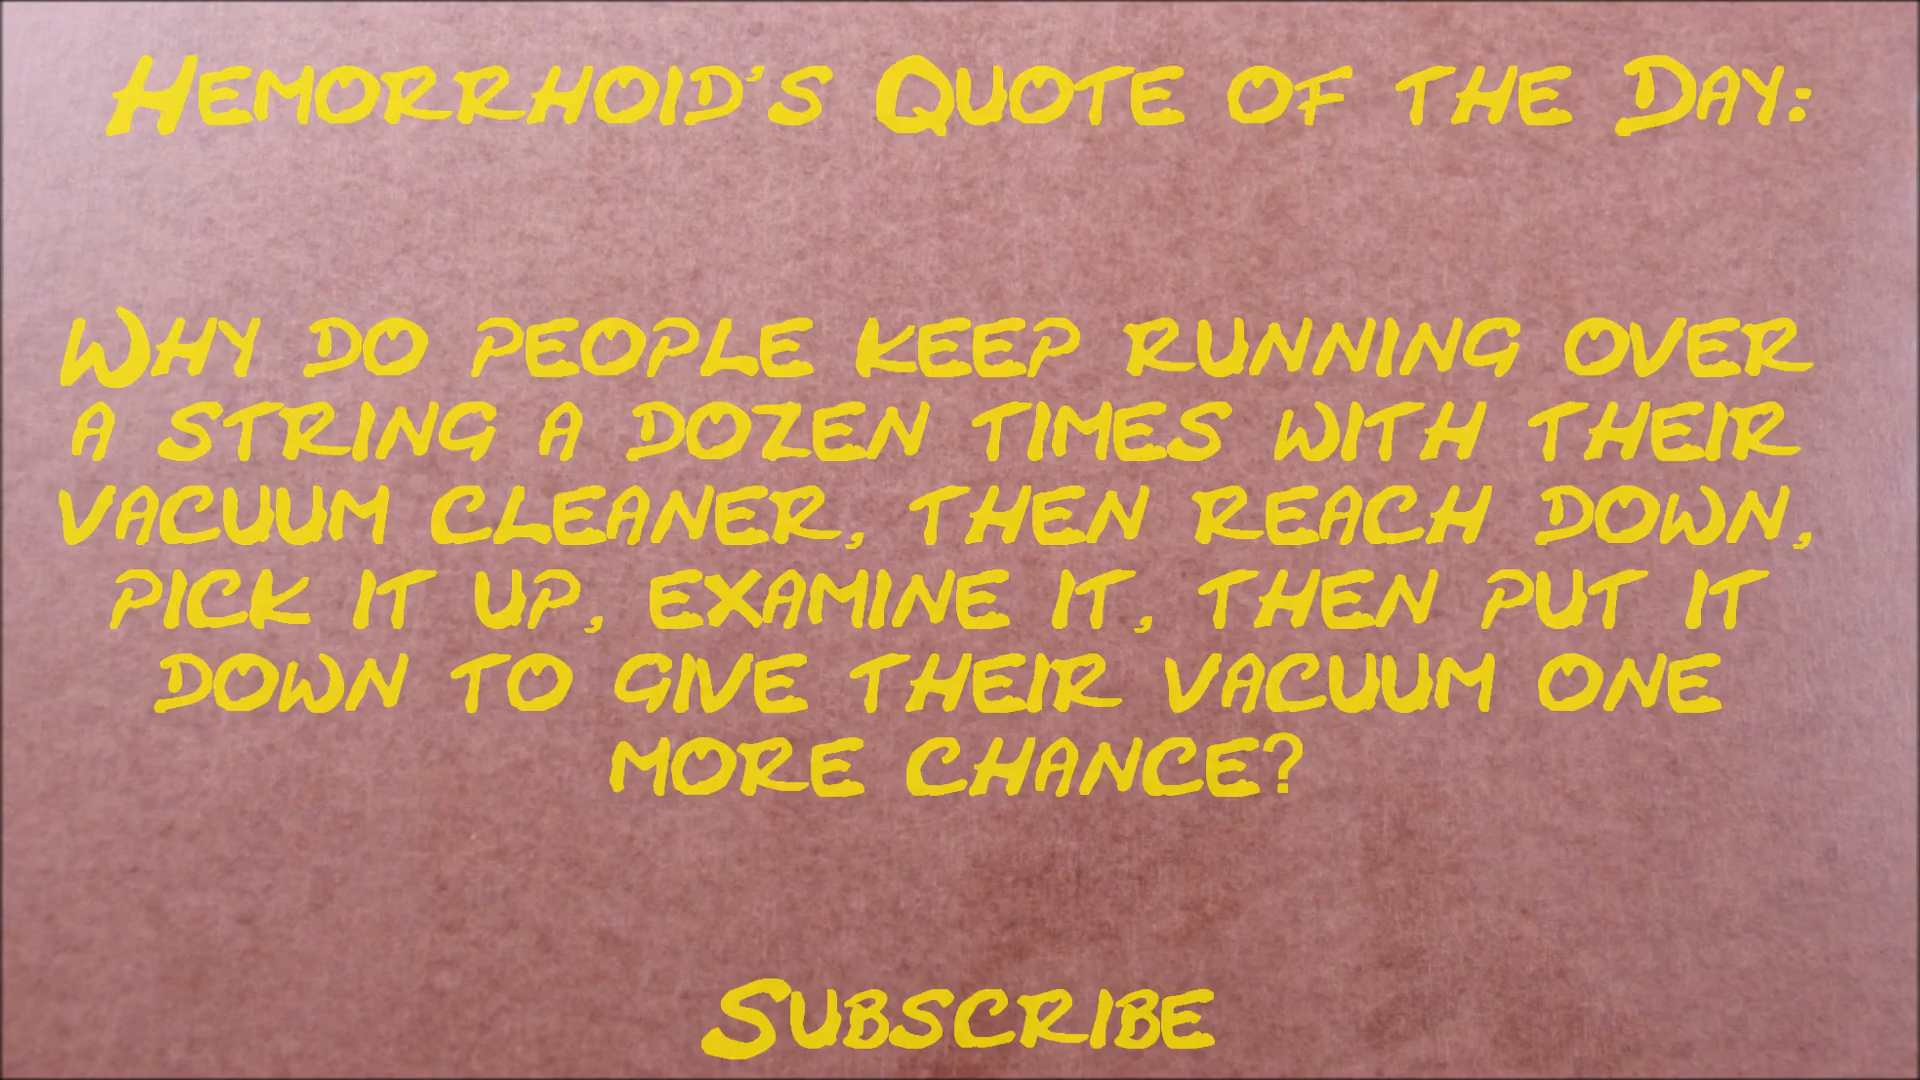 Hemorrhoid's Quote of the Day:
Why do people keep running over
a string a dozen times with their
vacuum cleaner, then reach down,
pick it up, examine it, then put it
down to give their vacuum one
more chance?
Subscribe